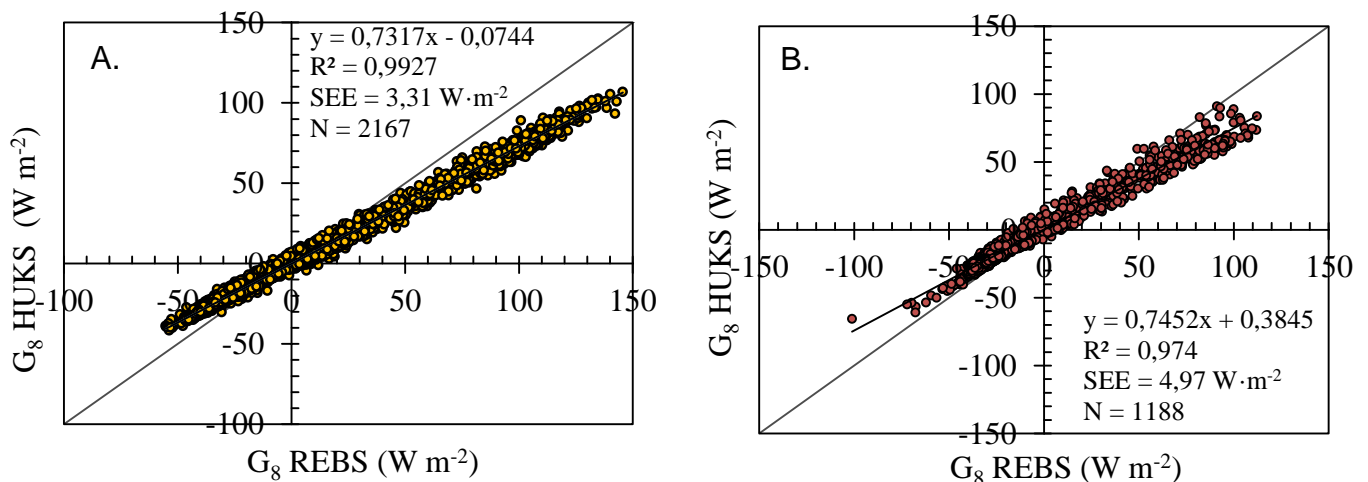 A.
y = 0,7317x - 0,0744
R² = 0,9927
SEE = 3,31 W·m⁻²
N = 2167
150
100
50
0
-50
-100
-100
-50
0
50
100
150
G₈ HUKS (W m⁻²)
G₈ REBS (W m⁻²)
B.
y = 0,7452x + 0,3845
R² = 0,974
SEE = 4,97 W·m⁻²
N = 1188
150
100
50
0
-50
-100
-150
-150
-100
-50
0
50
100
150
G₈ HUKS (W m⁻²)
G₈ REBS (W m⁻²)